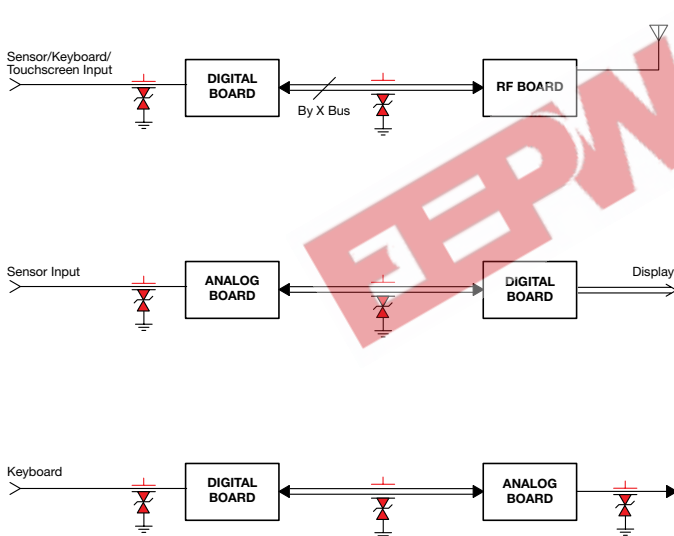 Sensor/Keyboard/
Touchscreen Input
DIGITAL
BOARD
By X Bus
RF BOARD
EEPW
Sensor Input
ANALOG
BOARD
DIGITAL
BOARD
Display
Keyboard
DIGITAL
BOARD
ANALOG
BOARD